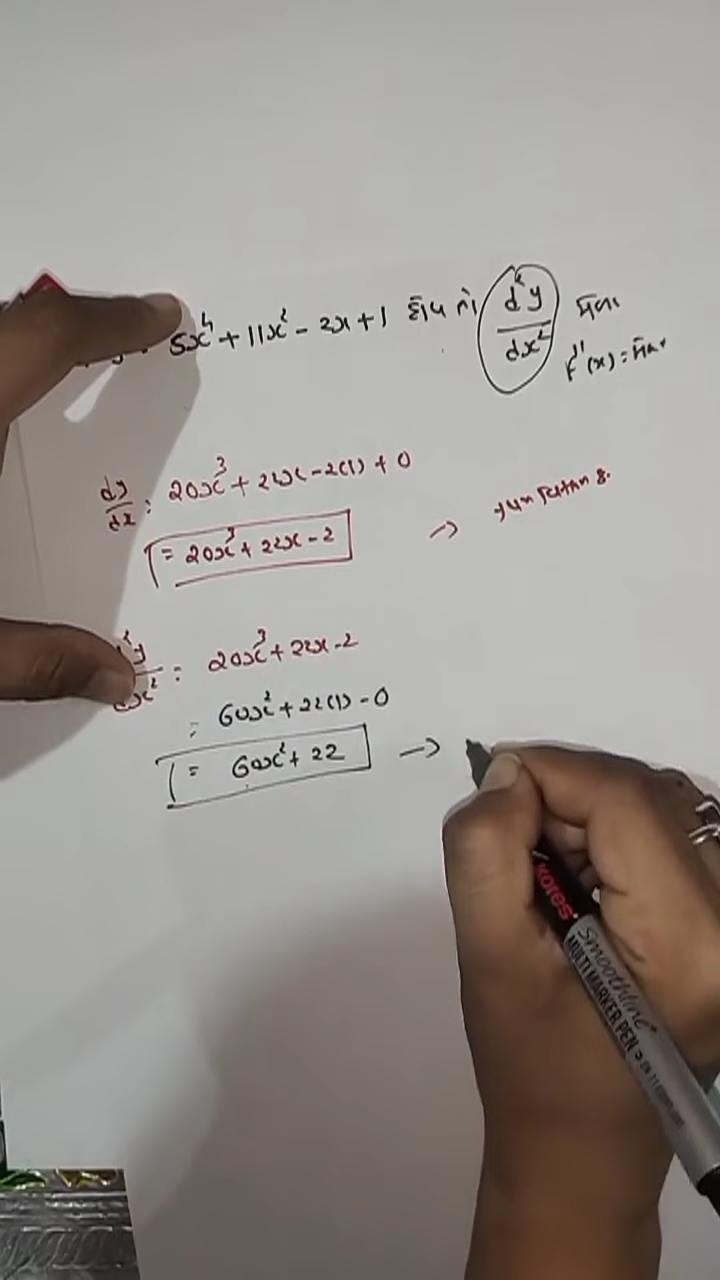 5x⁴ + 11x² - 2x + 1 હોય તો d²y/dx² મેળવો
f''(x) =
dy/dx : 20x³ + 22x - 2(1) + 0
= 20x³ + 22x - 2 →
d²y/dx² = 20x³ + 22x - 2
: 60x² + 22(1) - 0
= 60x² + 22 →
kores
Smoothline
MULTI MARKER PEN